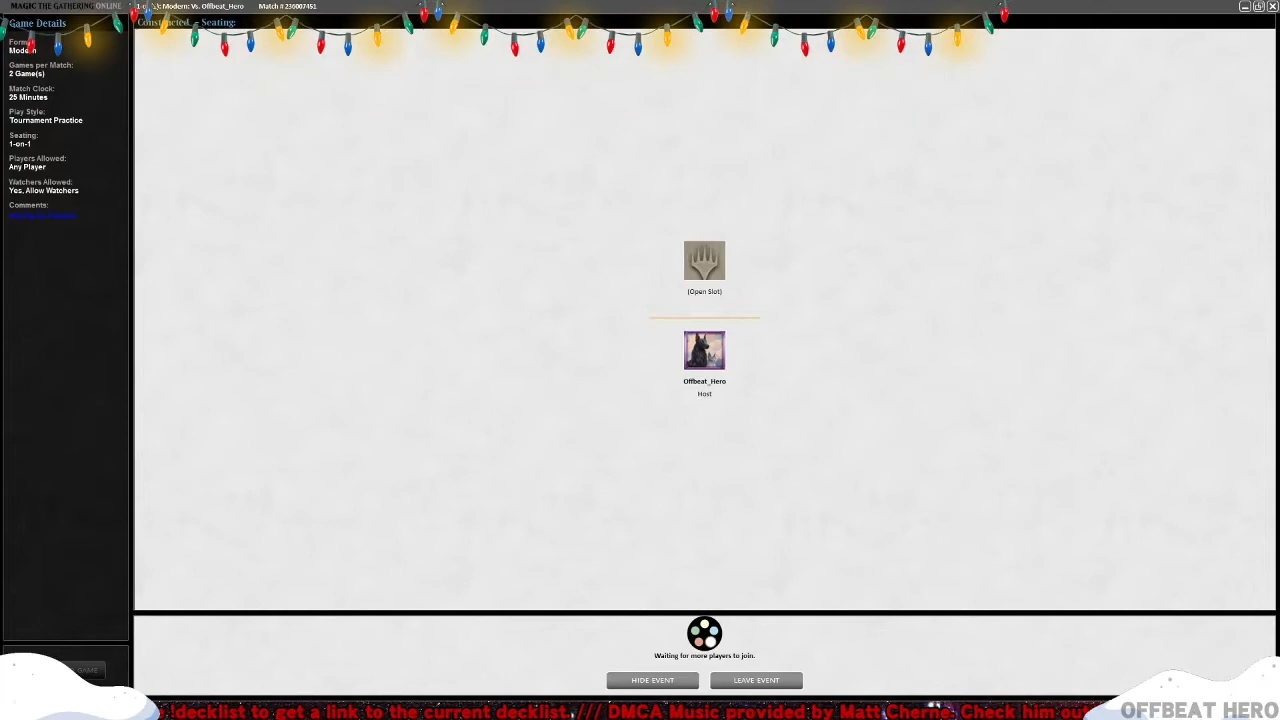 MAGIC THE GATHERING ONLINE
Modern: Vs. Offbeat_Hero
Match # 236007451
Game Details
Constructed - Seating:
Format:
Modern
Games per Match:
2 Game(s)
Match Clock:
25 Minutes
Play Style:
Tournament Practice
Seating:
1-on-1
Players Allowed:
Any Player
Watchers Allowed:
Yes, Allow Watchers
Comments:
(Open Slot)
Offbeat_Hero
Host
Waiting for more players to join.
GAME
HIDE EVENT
LEAVE EVENT
!decklist to get a link to the current decklist. /// DMCA Music provided by Matt Cherne: Check him ou
OFFBEAT HERO